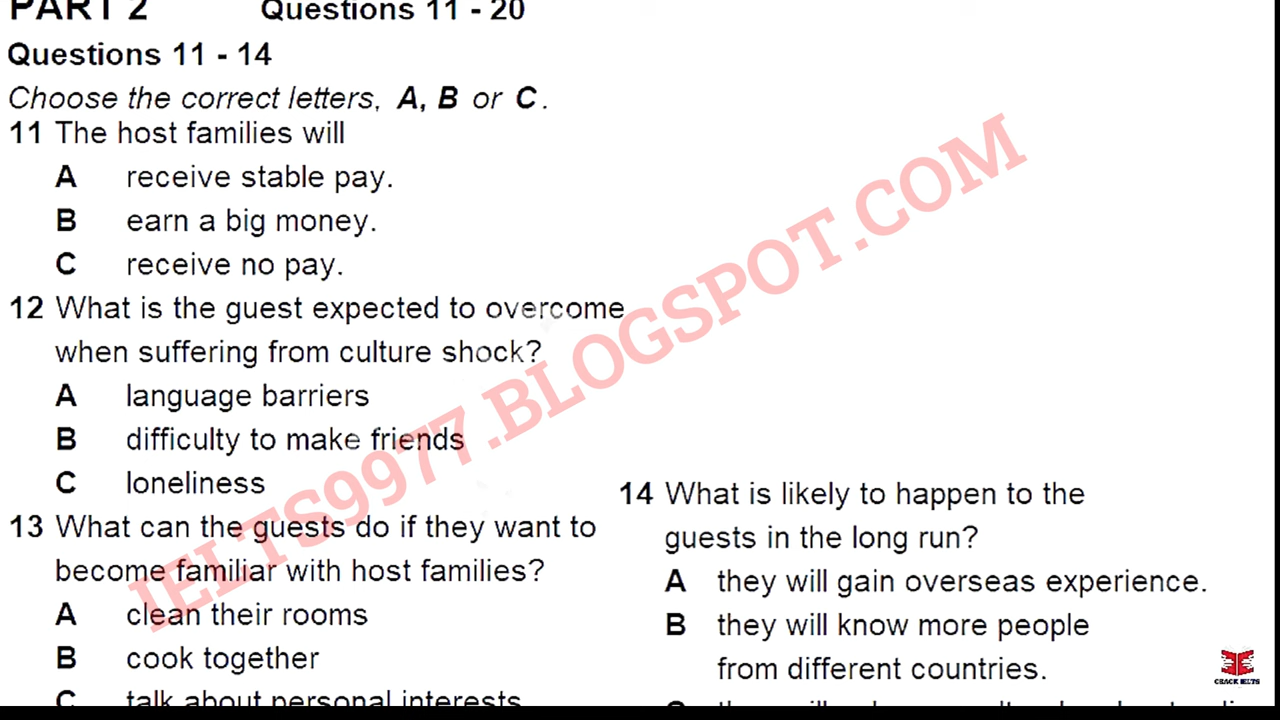 PART 2 Questions 11 - 20
Questions 11 - 14
Choose the correct letters, A, B or C.
11 The host families will
A receive stable pay.
B earn a big money.
C receive no pay.
12 What is the guest expected to overcome
when suffering from culture shock?
A language barriers
B difficulty to make friends
C loneliness
13 What can the guests do if they want to
become familiar with host families?
A clean their rooms
B cook together
C talk about personal interests
14 What is likely to happen to the
guests in the long run?
A they will gain overseas experience.
B they will know more people
from different countries.
IELTS9977.BLOGSPOT.COM
CRACK IELTS